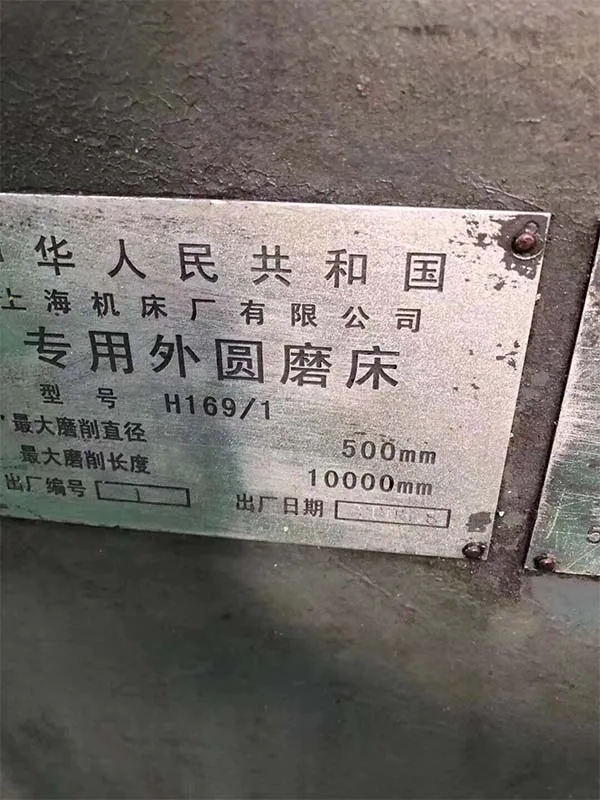 华人民共和国
上海机床厂有限公司
专用外圆磨床
型号 H169/1
最大磨削直径 500mm
最大磨削长度 10000mm
出厂编号 1 出厂日期
5